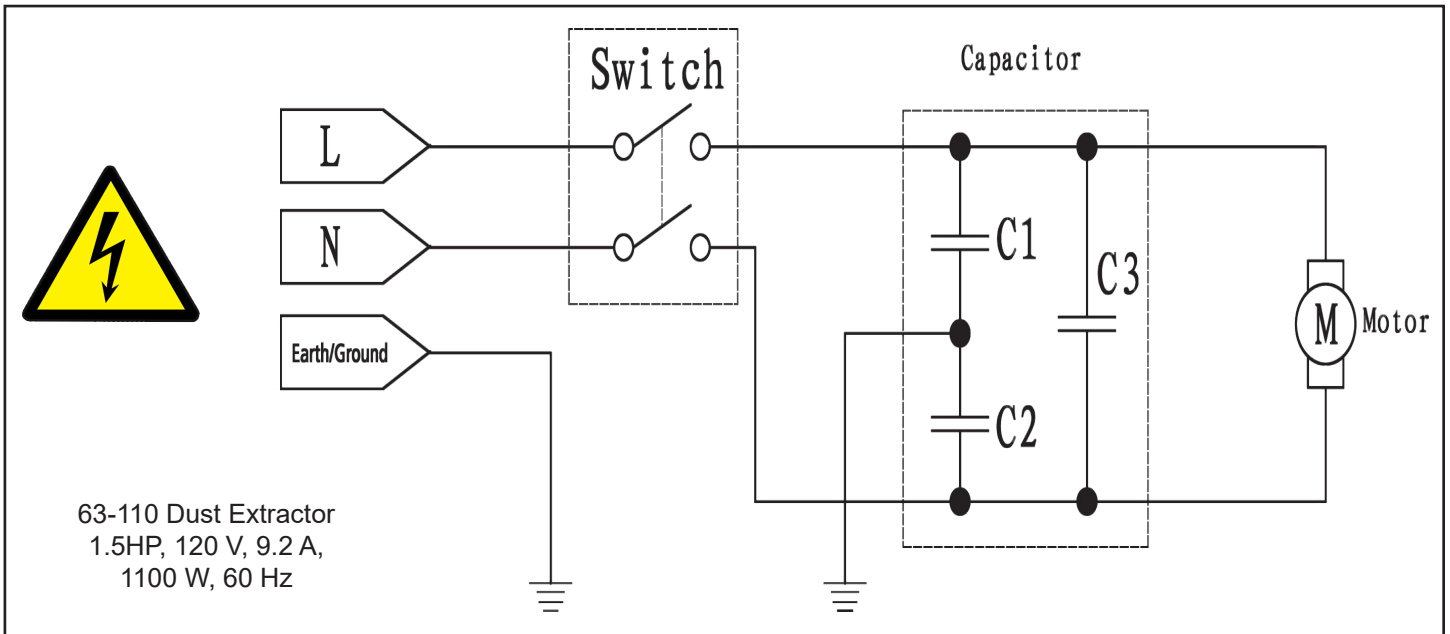 Switch
Capacitor
L
N
Earth/Ground
C1
C2
C3
M
Motor
63-110 Dust Extractor
1.5HP, 120 V, 9.2 A,
1100 W, 60 Hz